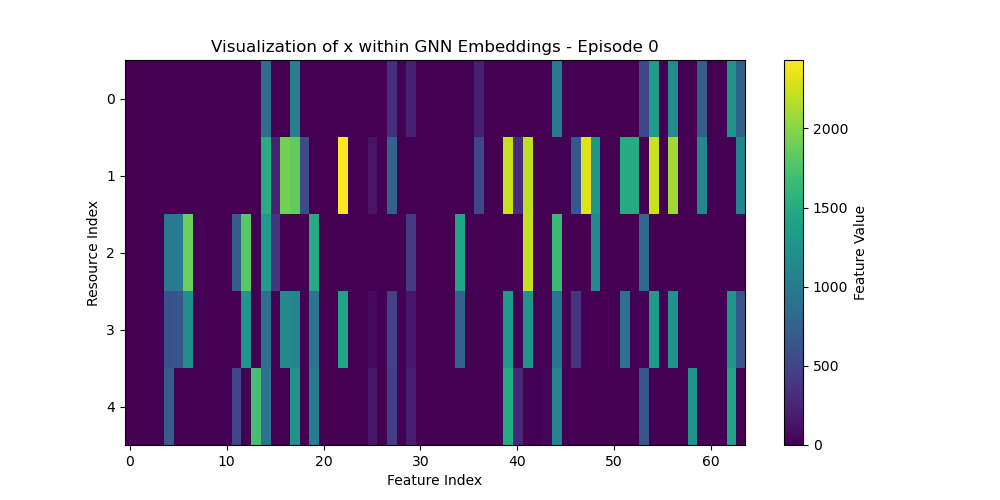 Visualization of x within GNN Embeddings - Episode 0
Resource Index
0
1
2
3
4
0 10 20 30 40 50 60
Feature Index
2000
1500
1000
500
0
Feature Value